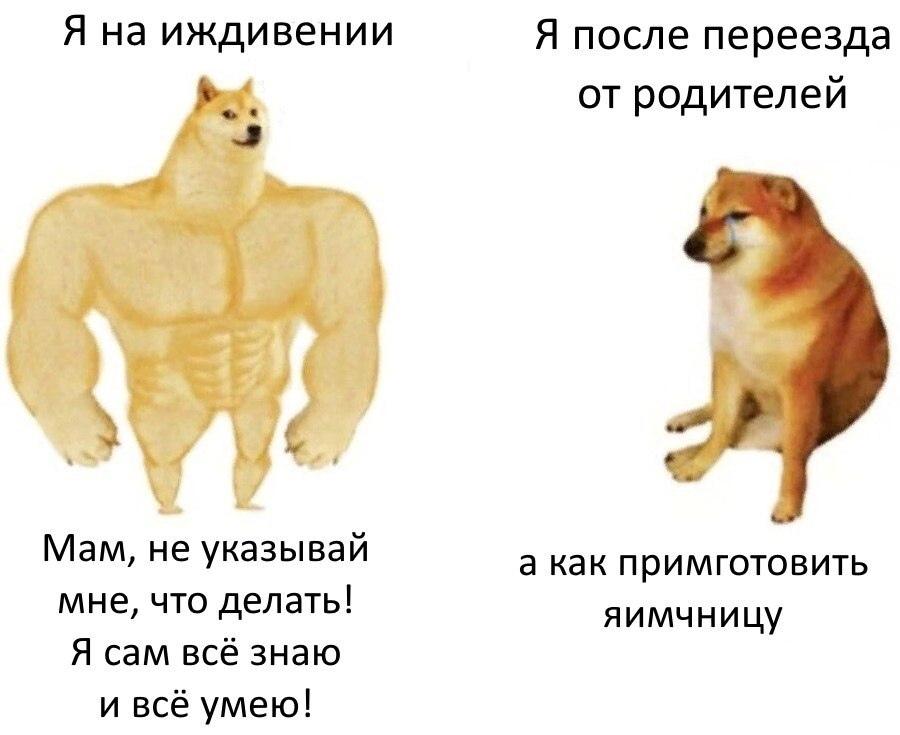 Я на иждивении
Я после переезда
от родителей
Мам, не указывай
мне, что делать!
Я сам всё знаю
и всё умею!
а как примготовить
яимчницу